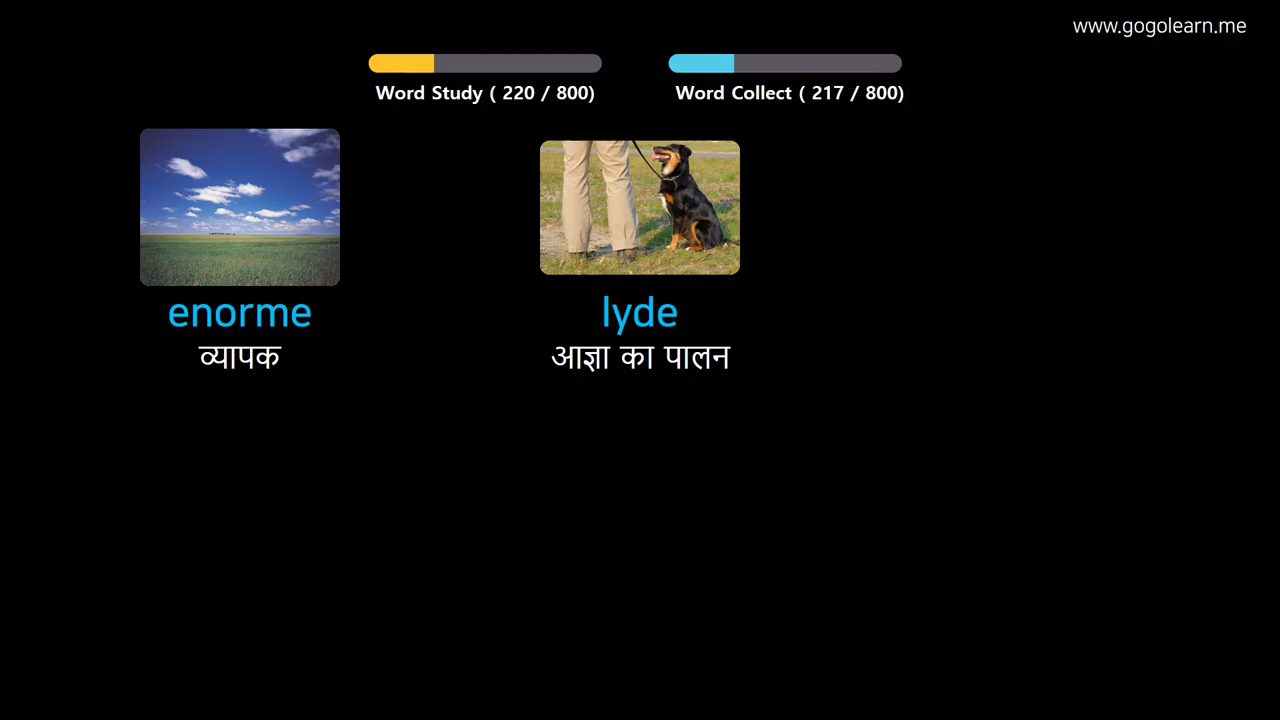 www.gogolearn.me
Word Study ( 220 / 800)
Word Collect ( 217 / 800)
enorme
व्यापक
lyde
आज्ञा का पालन